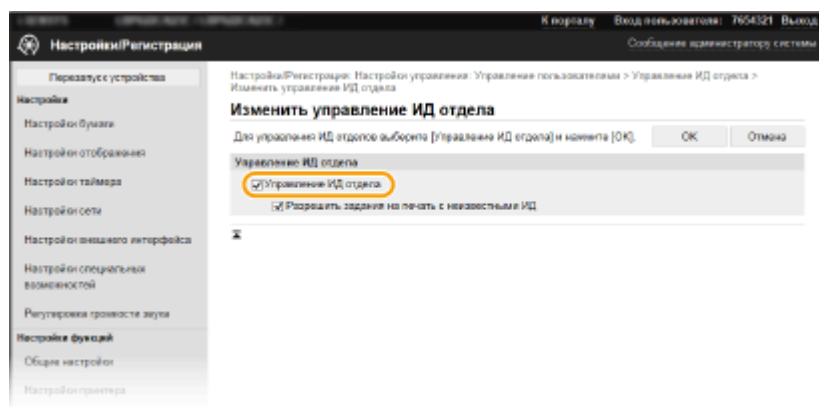 К порталу Вход пользователя: 7654321 Выход
Настройки/Регистрация
Сообщение администратору системы
Перезапуск устройства
Настройки
Настройки бумаги
Настройки отображения
Настройки таймера
Настройки сети
Настройки внешнего интерфейса
Настройки специальных
возможностей
Регулировка громкости звука
Настройки функций
Общие настройки
Настройки принтера
Настройки/Регистрация: Настройки управления: Управление пользователями > Управление ИД отдела >
Изменить управление ИД отдела
Изменить управление ИД отдела
Для управления ИД отделов выберите [Управление ИД отдела] и нажмите [OK].
OK
Отмена
Управление ИД отдела
Управление ИД отдела
Разрешить задания на печать с неизвестными ИД